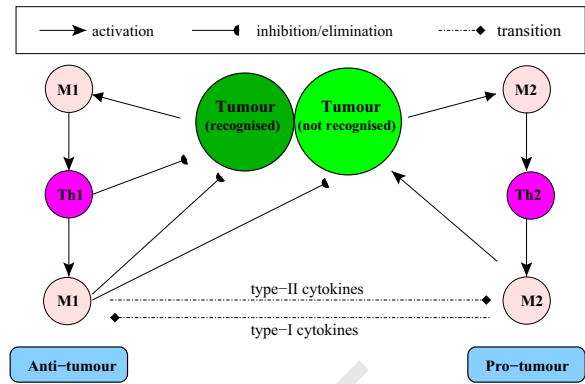 activation
inhibition/elimination
transition
M1
Tumour
(recognised)
Tumour
(not recognised)
M2
Th1
Th2
M1
type−II cytokines
type−I cytokines
M2
Anti−tumour
Pro−tumour